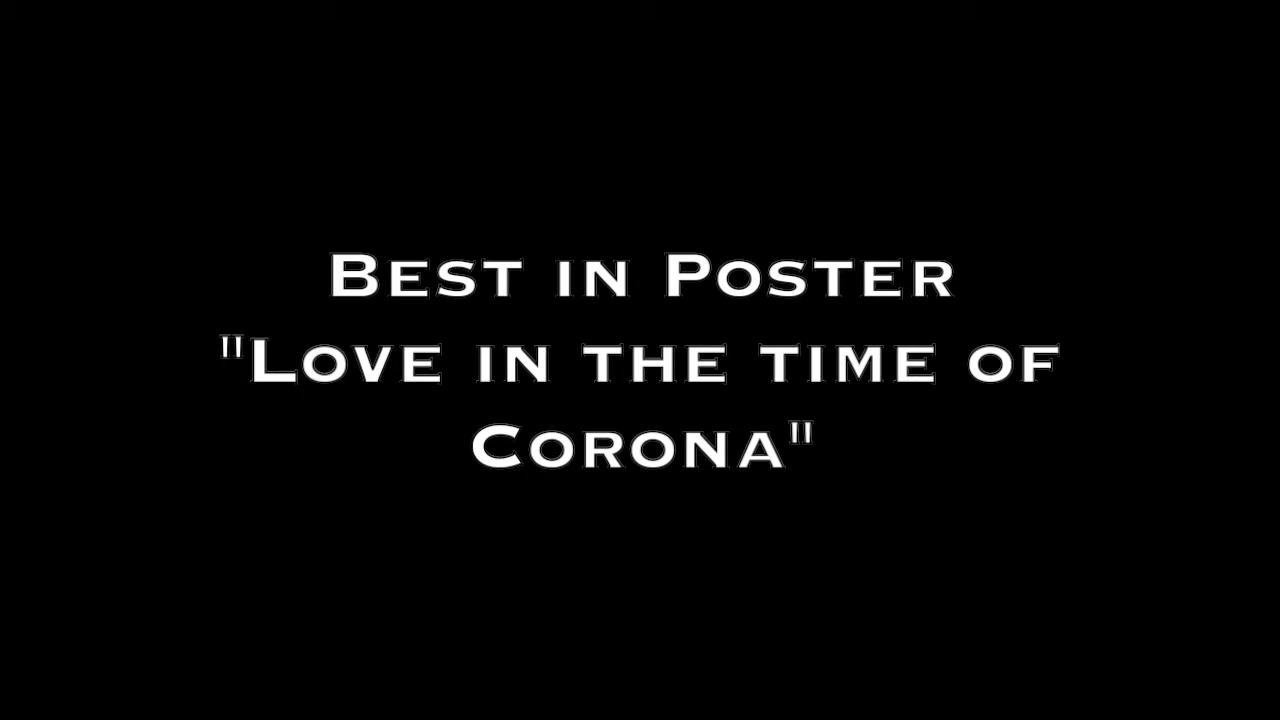 Best in Poster
"Love in the time of
Corona"